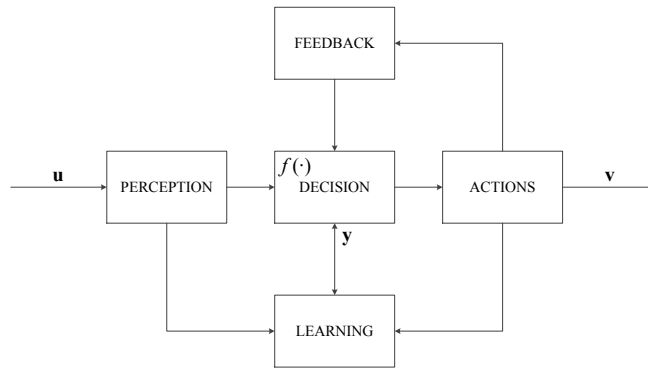 FEEDBACK
u
PERCEPTION
f(·)
DECISION
ACTIONS
v
y
LEARNING